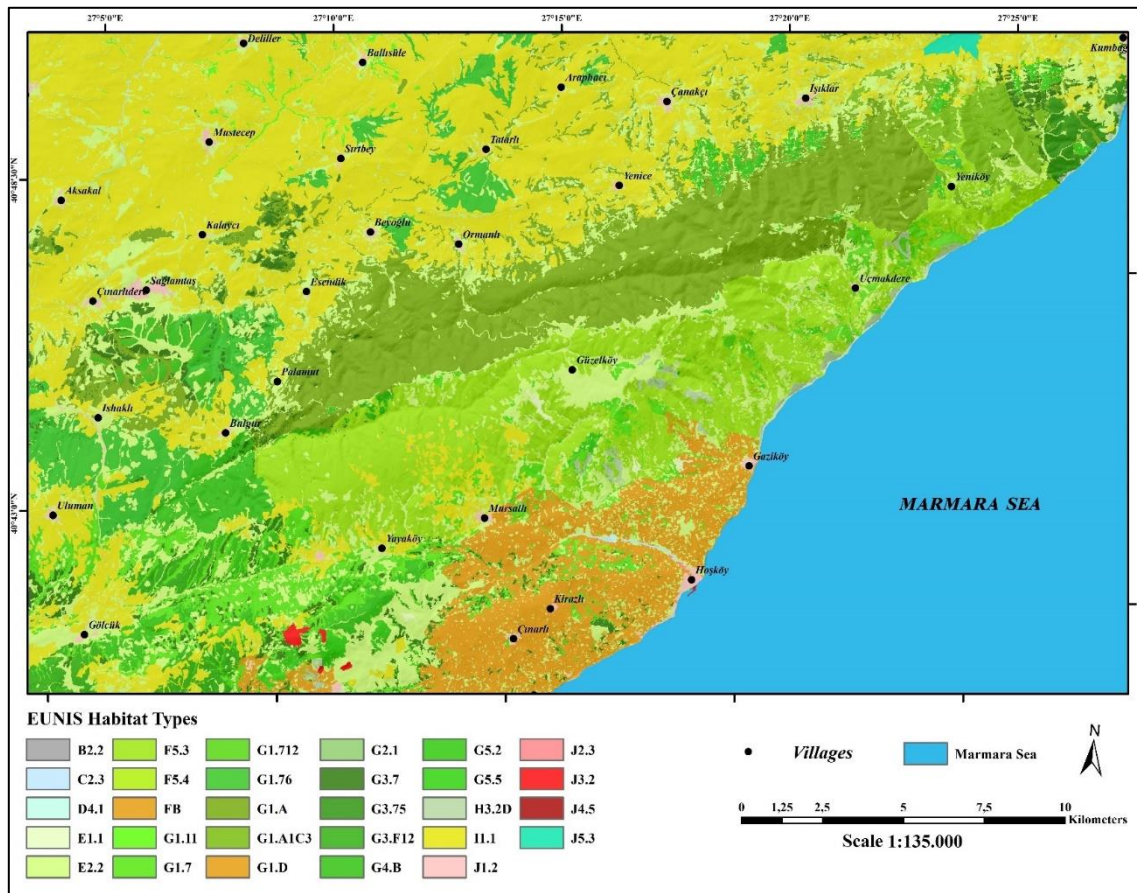 27°5'0"E 27°10'0"E 27°15'0"E 27°20'0"E 27°25'0"E
Deliller
Ballısüle
Kumbağ
Araphacı
Çanakçı
Işıklar
Mustecep
Sırtbey
Tatarlı
40°48'30"N
Yenice
Yeniköy
Aksakal
Kalaycı
Beyoğlu
Ormanlı
Sağlamtaş
Çınarlıdere
Esendik
Uçmakdere
Güzelköy
Palamut
Ishaklı
Bulgur
Gaziköy
40°43'0"N
Uluman
Mursallı
MARMARA SEA
Yayaköy
Hoşköy
Kirazlı
Gölcük
Çınarlı
EUNIS Habitat Types
B2.2 F5.3 G1.712 G2.1 G5.2 J2.3
C2.3 F5.4 G1.76 G3.7 G5.5 J3.2
D4.1 FB G1.A G3.75 H3.2D J4.5
E1.1 G1.11 G1.A1C3 G3.F12 I1.1 J5.3
E2.2 G1.7 G1.D G4.B J1.2
Villages
Marmara Sea
N
0 1,25 2,5 5 7,5 10
Kilometers
Scale 1:135.000